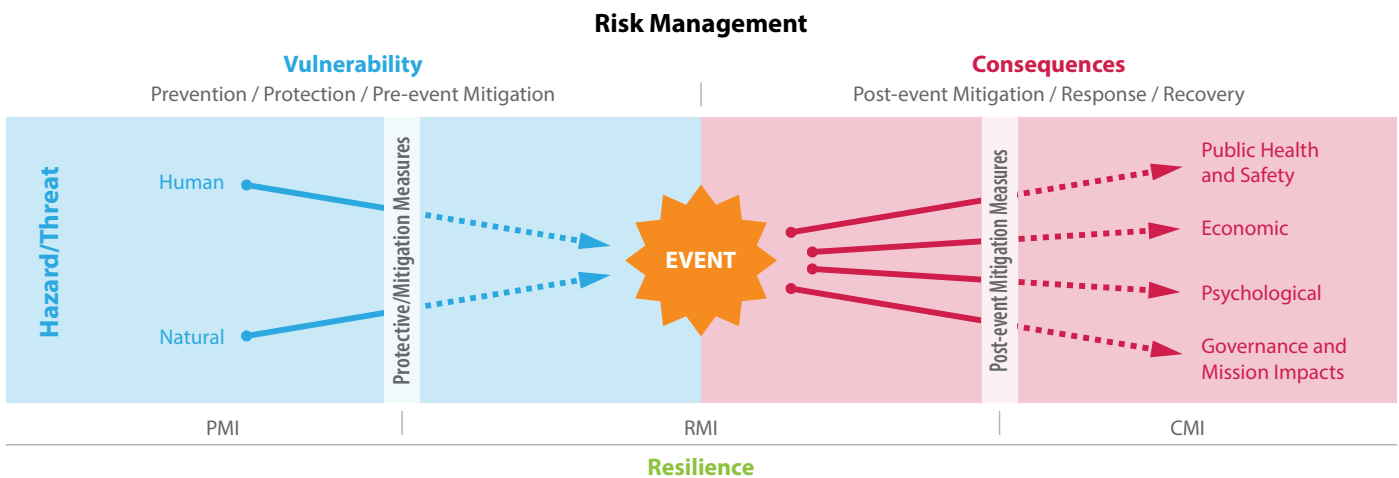 Risk Management
Vulnerability
Prevention / Protection / Pre-event Mitigation
Consequences
Post-event Mitigation / Response / Recovery
Hazard/Threat
Human
Natural
Protective/Mitigation Measures
EVENT
Post-event Mitigation Measures
Public Health
and Safety
Economic
Psychological
Governance and
Mission Impacts
PMI
RMI
CMI
Resilience